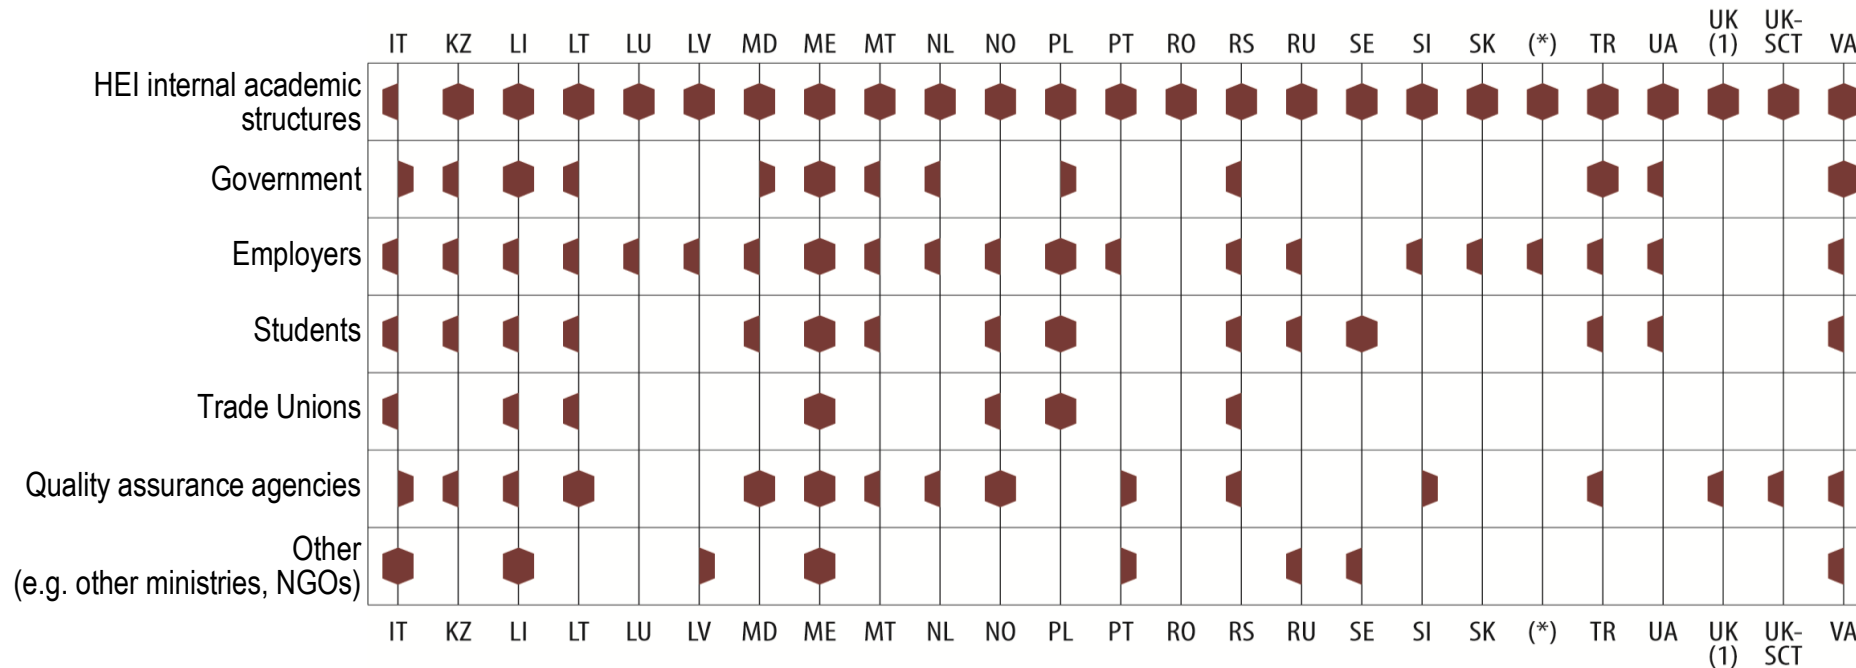 IT KZ LI LT LU LV MD ME MT NL NO PL PT RO RS RU SE SI SK (*) TR UA UK (1) UK-SCT VA
HEI internal academic
structures
Government
Employers
Students
Trade Unions
Quality assurance agencies
Other
(e.g. other ministries, NGOs)
IT KZ LI LT LU LV MD ME MT NL NO PL PT RO RS RU SE SI SK (*) TR UA UK (1) UK-SCT VA